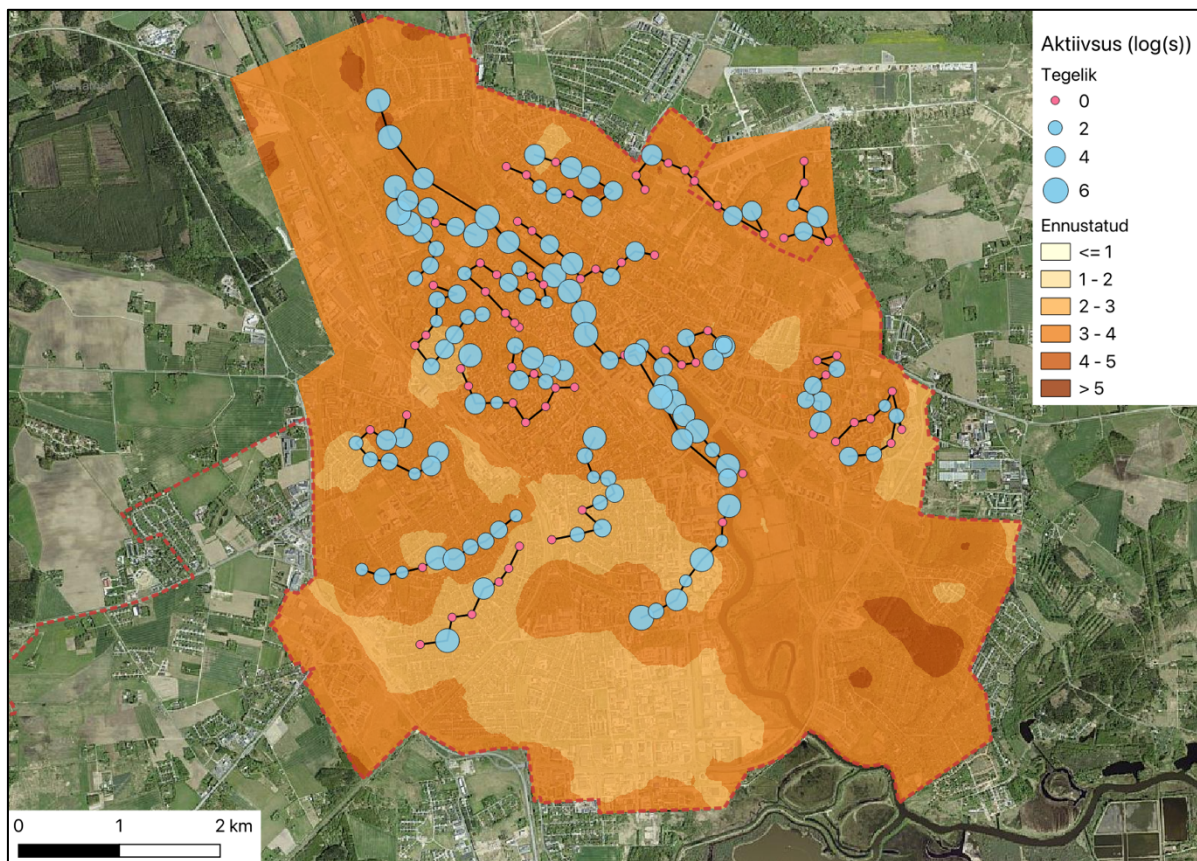 Aktiivsus (log(s))
Tegelik
0
2
4
6
Ennustatud
<= 1
1 - 2
2 - 3
3 - 4
4 - 5
> 5
0 1 2 km